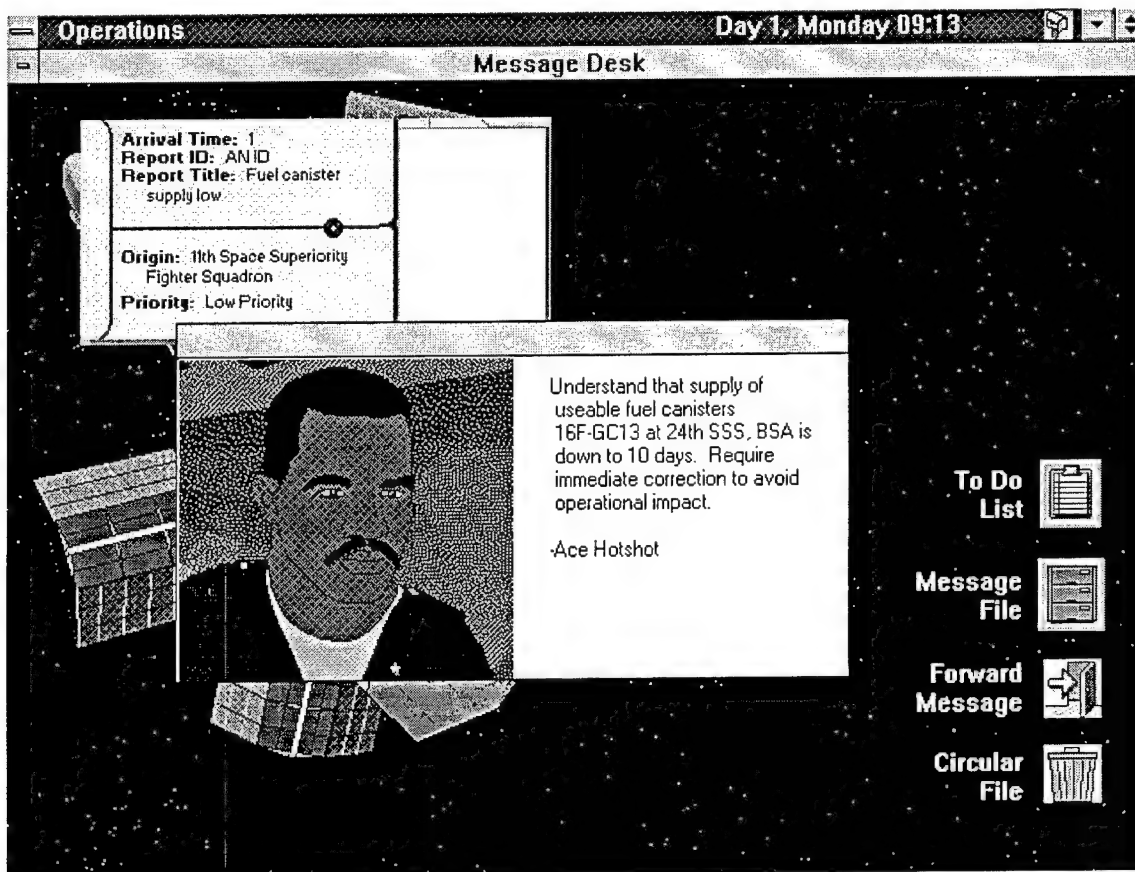 Operations Day 1, Monday 09:13
Message Desk
Arrival Time: 1
Report ID: AN ID
Report Title: Fuel canister
supply low
Origin: 11th Space Superiority
Fighter Squadron
Priority: Low Priority
Understand that supply of
useable fuel canisters
16F-GC13 at 24th SSS, BSA is
down to 10 days. Require
immediate correction to avoid
operational impact.
-Ace Hotshot
To Do
List
Message
File
Forward
Message
Circular
File